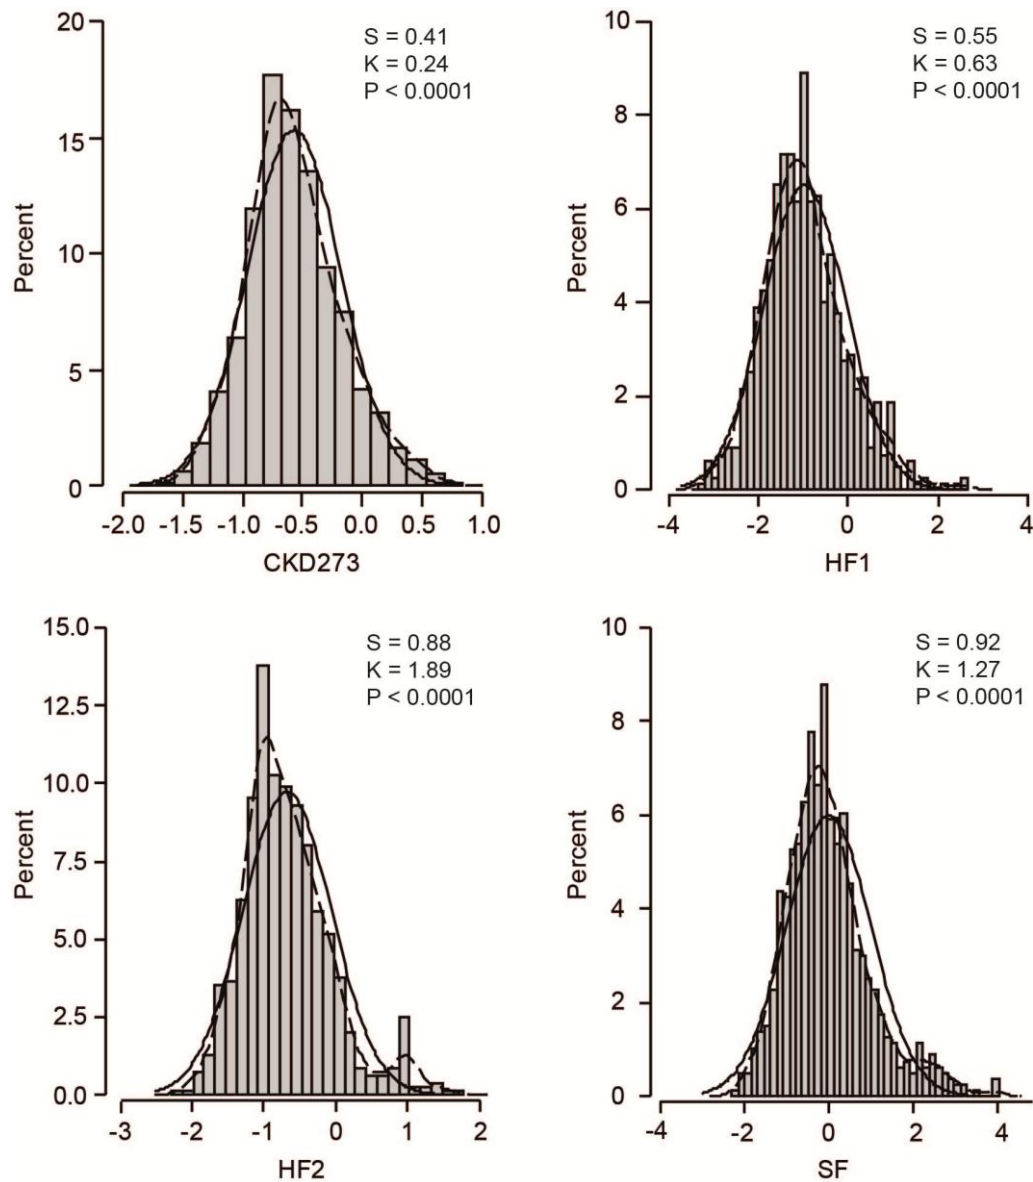 20
15
10
5
0
Percent
S = 0.41
K = 0.24
P < 0.0001
-2.0 -1.5 -1.0 -0.5 0.0 0.5 1.0
CKD273
10
8
6
4
2
0
Percent
S = 0.55
K = 0.63
P < 0.0001
-4 -2 0 2 4
HF1
15.0
12.5
10.0
7.5
5.0
2.5
0.0
Percent
S = 0.88
K = 1.89
P < 0.0001
-3 -2 -1 0 1 2
HF2
10
8
6
4
2
0
Percent
S = 0.92
K = 1.27
P < 0.0001
-4 -2 0 2 4
SF